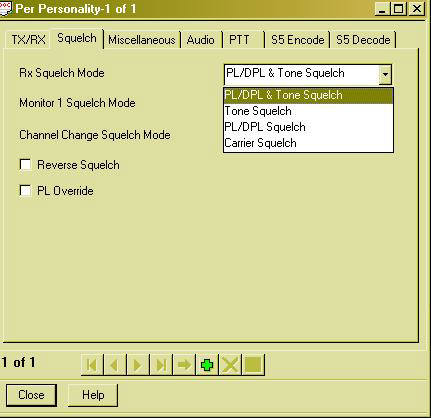 Per Personality-1 of 1
TX/RX Squelch Miscellaneous Audio PTT S5 Encode S5 Decode
Rx Squelch Mode PL/DPL & Tone Squelch
PL/DPL & Tone Squelch
Monitor 1 Squelch Mode Tone Squelch
PL/DPL Squelch
Channel Change Squelch Mode Carrier Squelch
Reverse Squelch
PL Override
1 of 1
Close Help